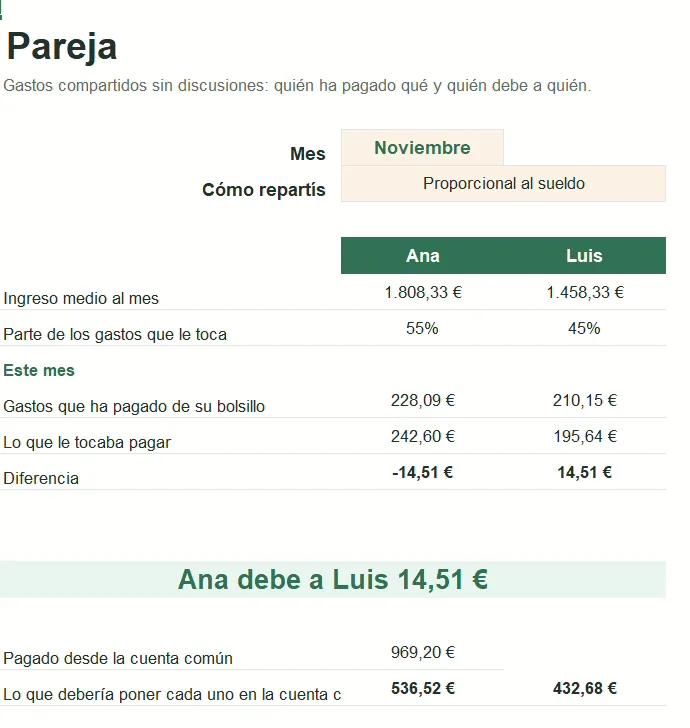 Pareja
Gastos compartidos sin discusiones: quién ha pagado qué y quién debe a quién.
Mes Noviembre
Cómo repartís Proporcional al sueldo
Ana Luis
Ingreso medio al mes 1.808,33 € 1.458,33 €
Parte de los gastos que le toca 55% 45%
Este mes
Gastos que ha pagado de su bolsillo 228,09 € 210,15 €
Lo que le tocaba pagar 242,60 € 195,64 €
Diferencia -14,51 € 14,51 €
Ana debe a Luis 14,51 €
Pagado desde la cuenta común 969,20 €
Lo que debería poner cada uno en la cuenta c 536,52 € 432,68 €